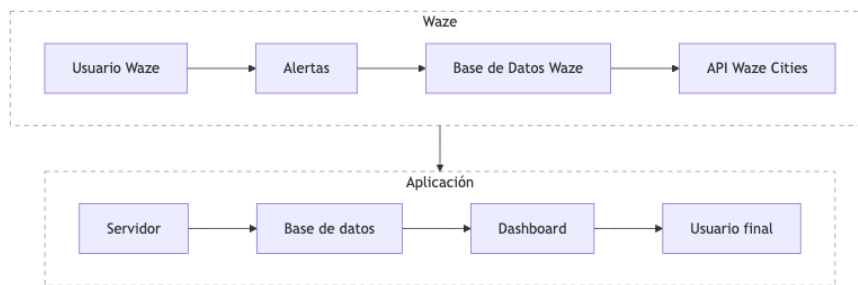 Waze
Usuario Waze
Alertas
Base de Datos Waze
API Waze Cities
Aplicación
Servidor
Base de datos
Dashboard
Usuario final